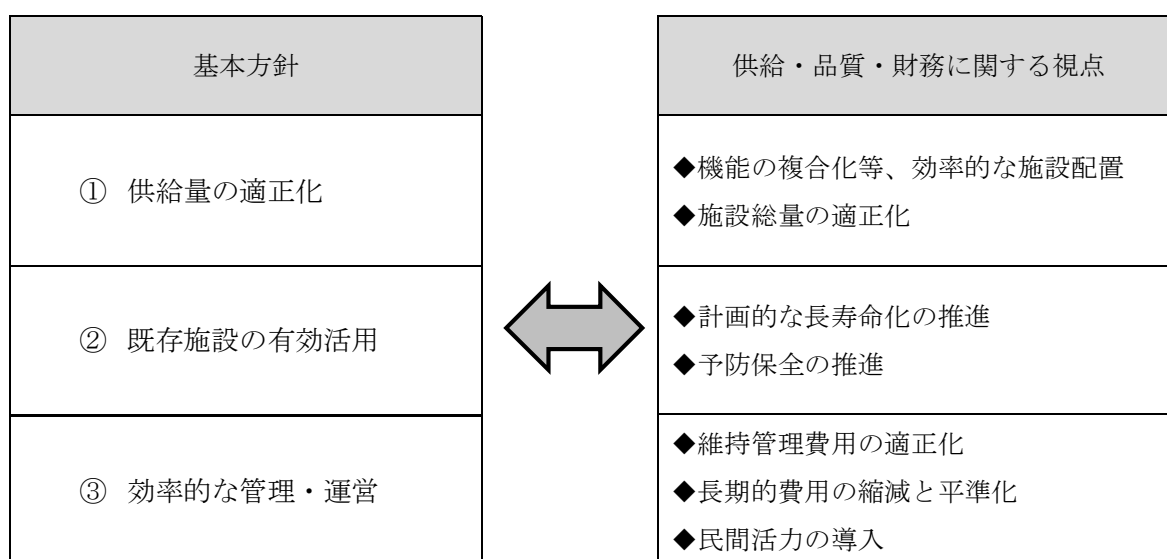 基本方針
① 供給量の適正化
② 既存施設の有効活用
③ 効率的な管理・運営
供給・品質・財務に関する視点
◆機能の複合化等、効率的な施設配置
◆施設総量の適正化
◆計画的な長寿命化の推進
◆予防保全の推進
◆維持管理費用の適正化
◆長期的費用の縮減と平準化
◆民間活力の導入